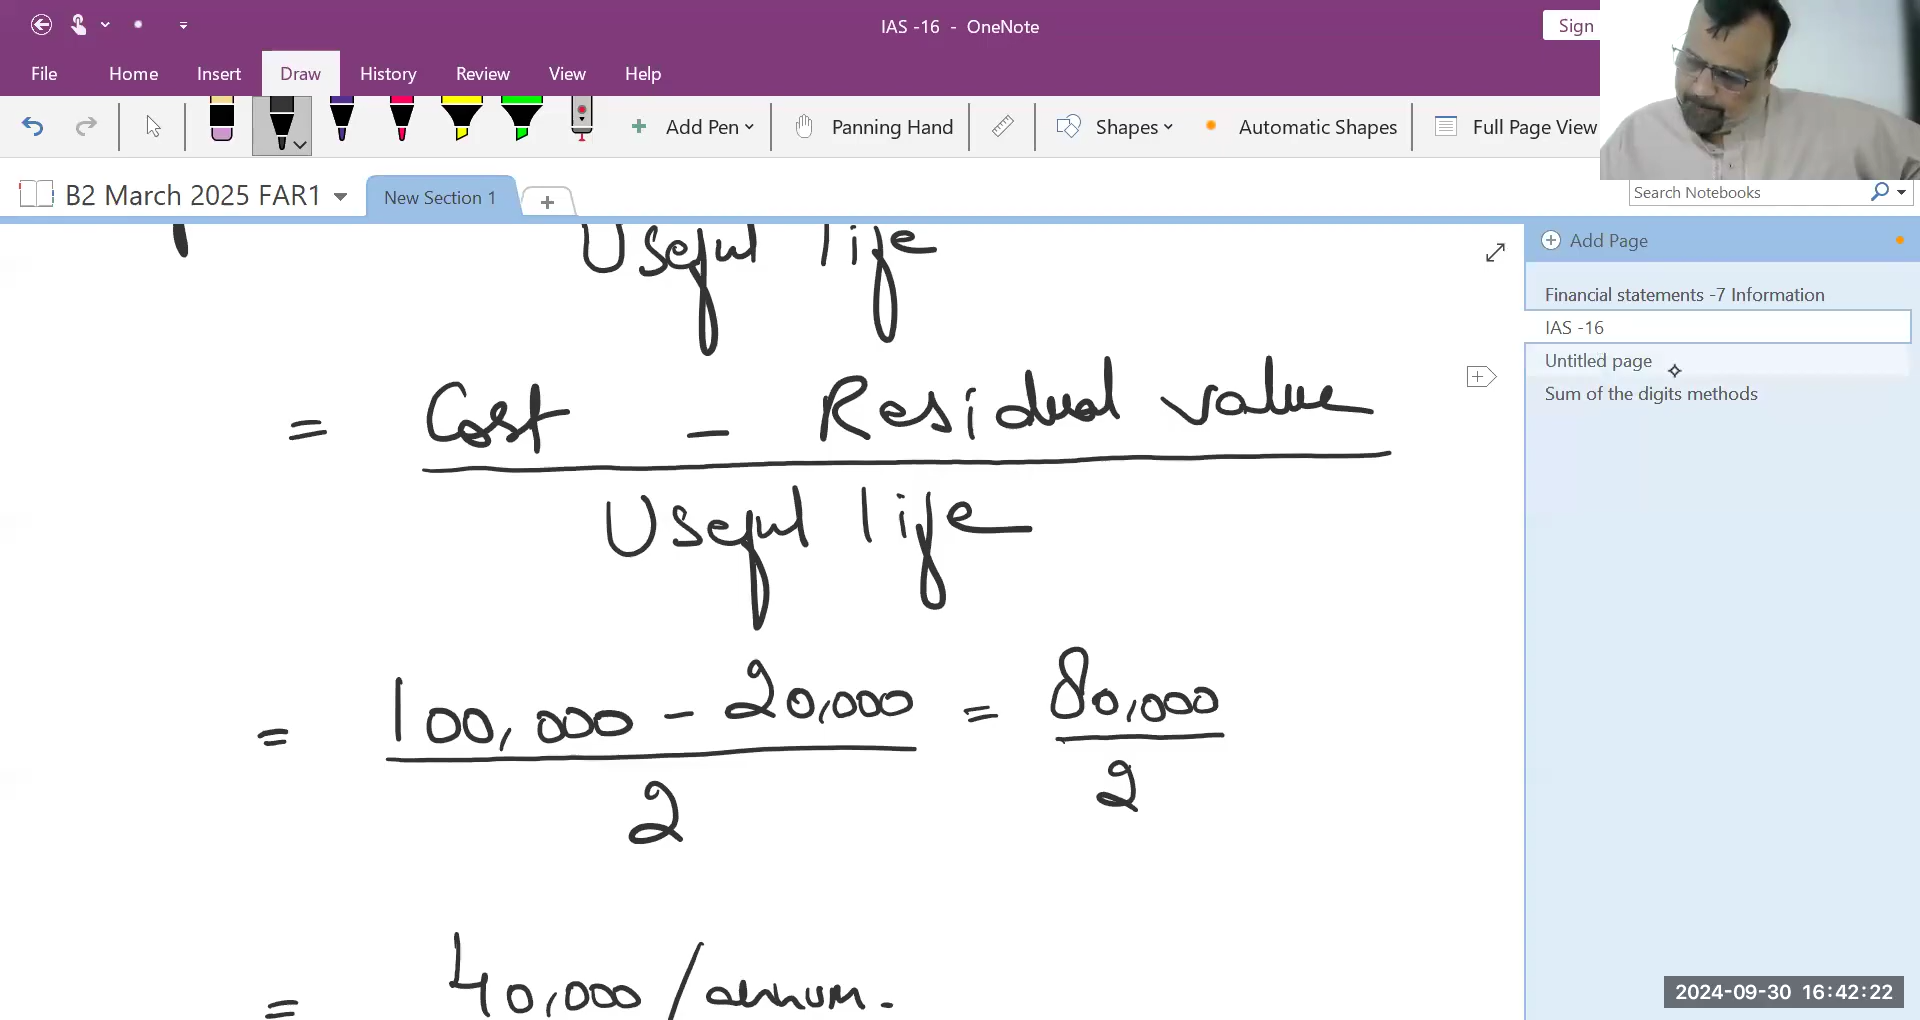 IAS -16 - OneNote
Sign
File Home Insert Draw History Review View Help
Add Pen Panning Hand Shapes Automatic Shapes Full Page View
B2 March 2025 FAR1 New Section 1
Search Notebooks
Useful life
= Cost - Residual value
Useful life
= 100,000 - 20,000 = 80,000
2 2
= 40,000 / annum.
Add Page
Financial statements -7 Information
IAS -16
Untitled page
Sum of the digits methods
2024-09-30 16:42:22